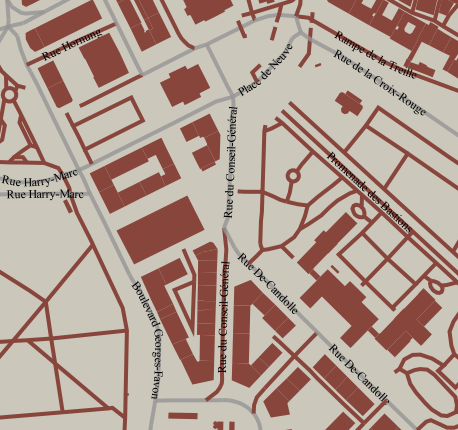 Rue Hornung
Place de Neuve
Rampe de la Treille
Rue de la Croix-Rouge
Rue du Conseil-Général
Promenade des Bastions
Rue Harry-Marc
Rue Harry-Marc
Boulevard Georges-Favon
Rue du Conseil-Général
Rue De-Candolle
Rue De-Candolle